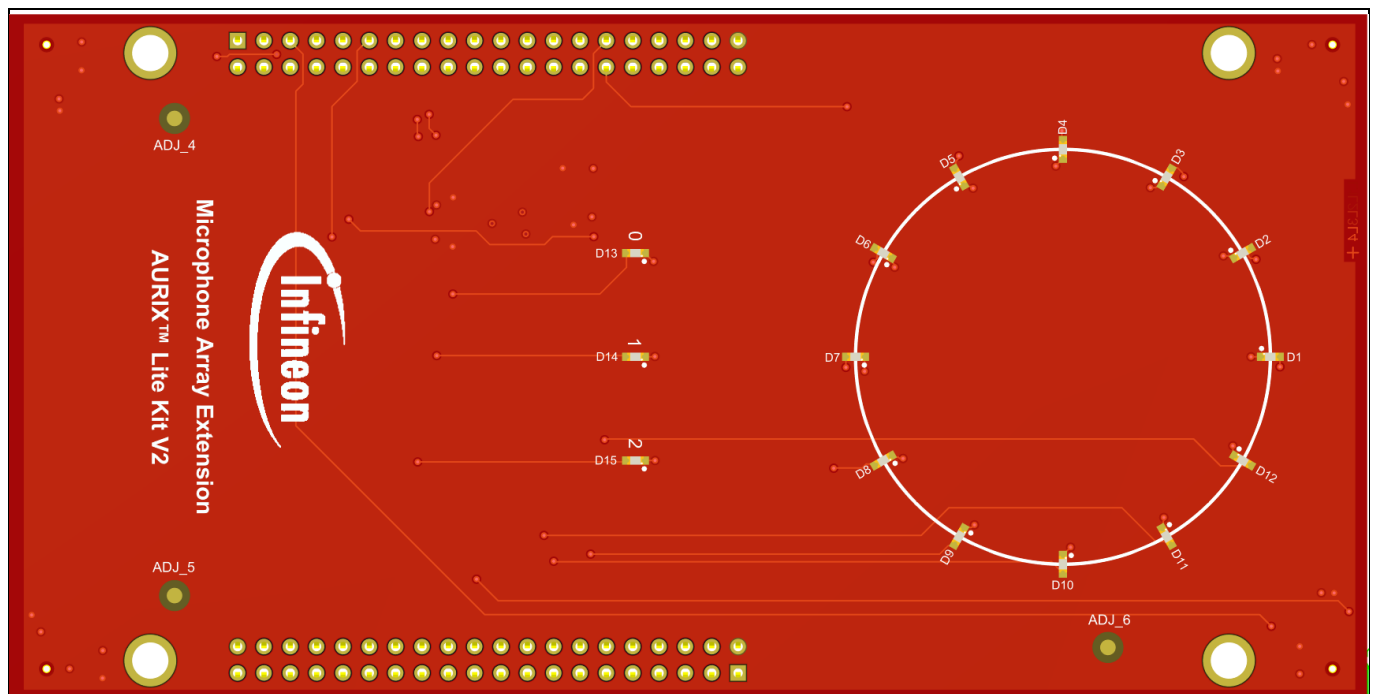 ADJ_4
D4
D5
D3
Microphone Array Extension
AURIX™ Lite Kit V2
infineon
0
D13
D6
D2
1
D14
D7
D1
2
D15
D8
D12
D9
D11
D10
ADJ_5
ADJ_6